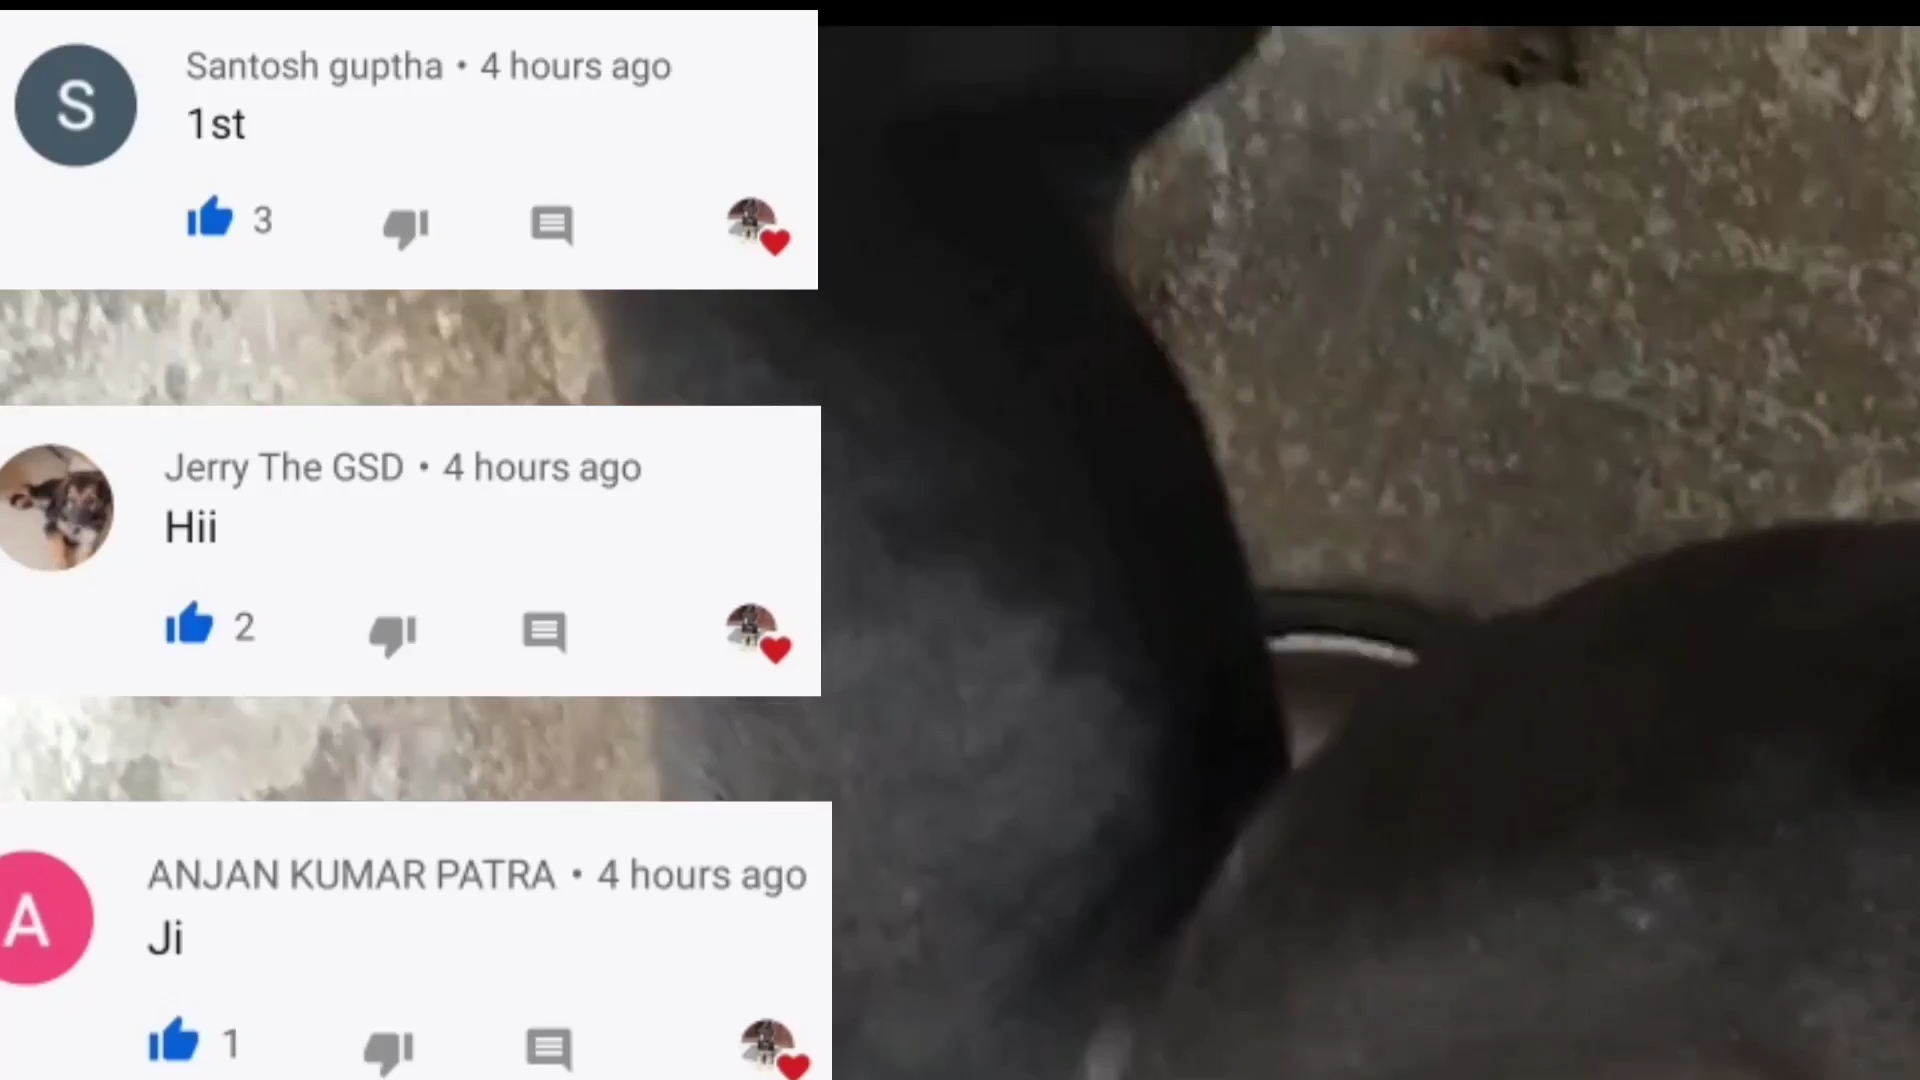 S
Santosh guptha • 4 hours ago
1st
3
Jerry The GSD • 4 hours ago
Hii
2
A
ANJAN KUMAR PATRA • 4 hours ago
Ji
1